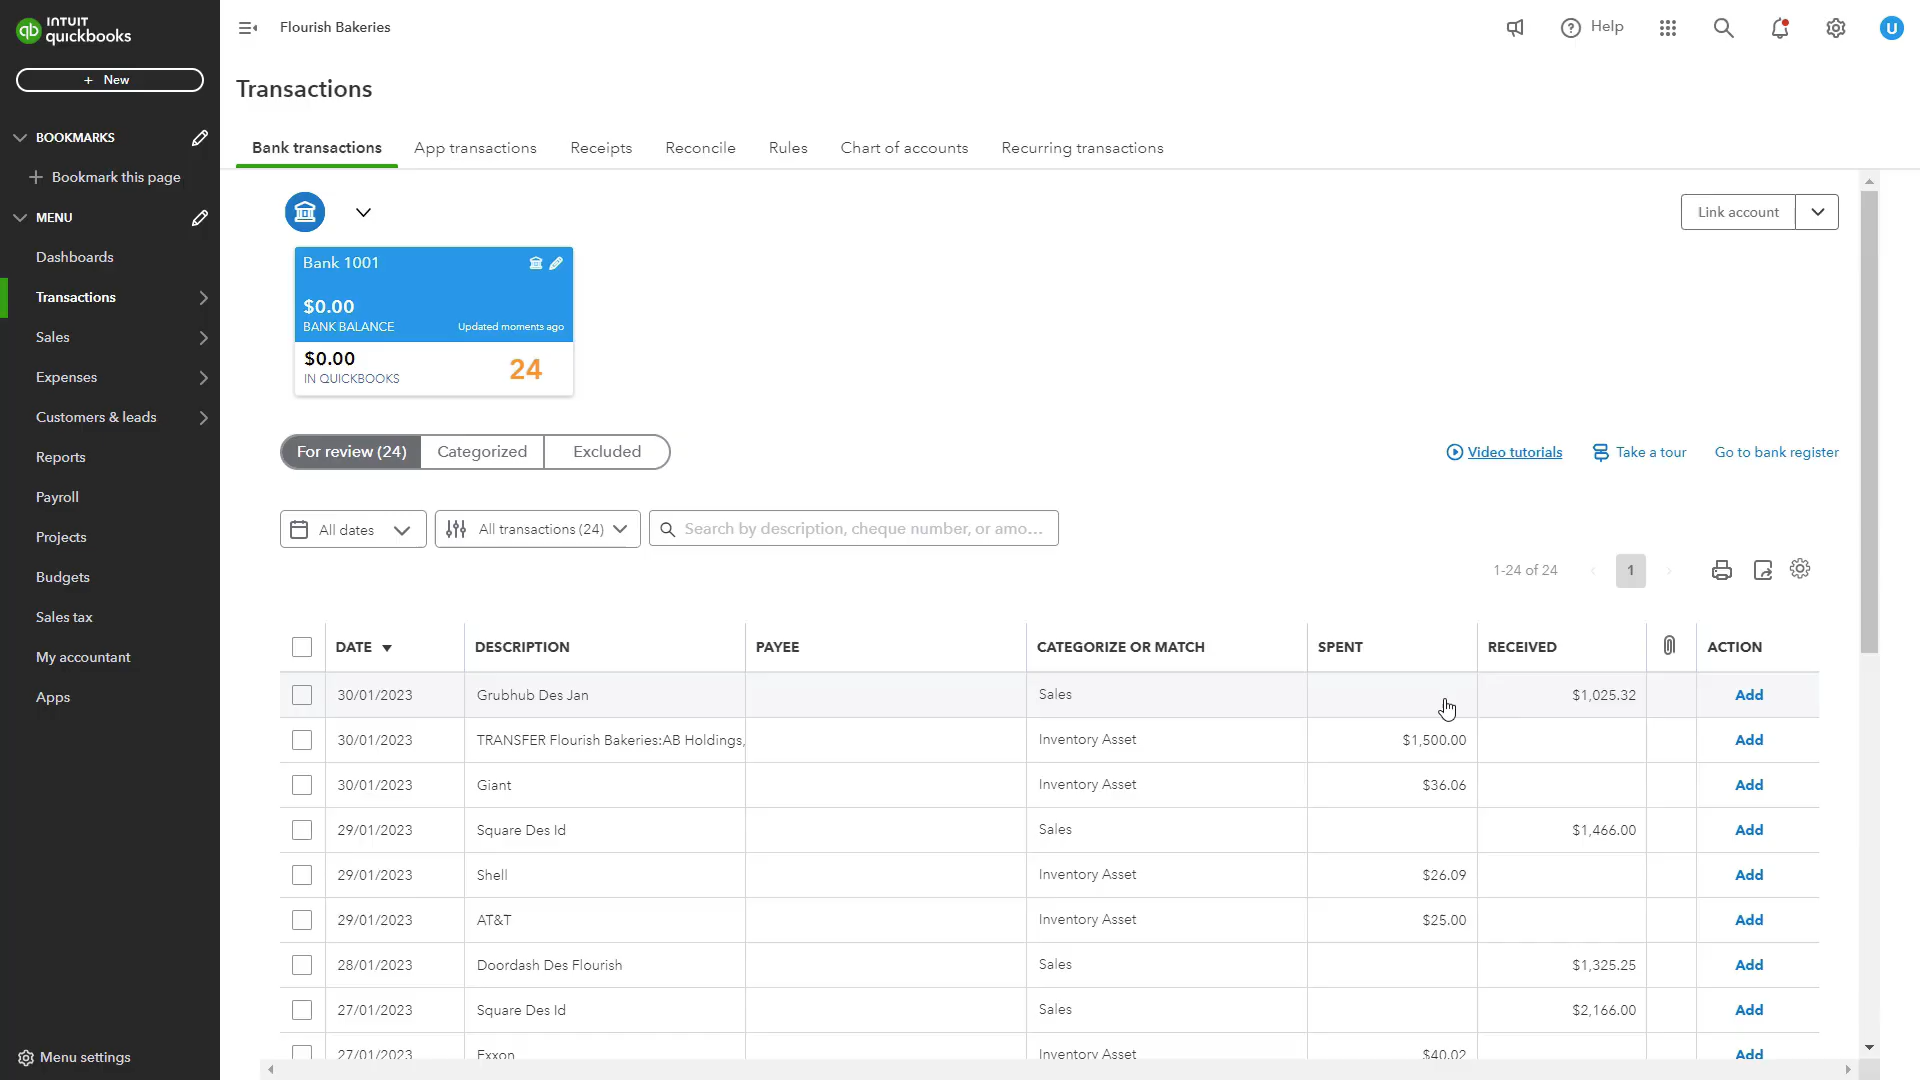 INTUIT
quickbooks
Flourish Bakeries
Help
U
+ New
Transactions
BOOKMARKS
Bookmark this page
MENU
Dashboards
Transactions
Sales
Expenses
Customers & leads
Reports
Payroll
Projects
Budgets
Sales tax
My accountant
Apps
Menu settings
Bank transactions App transactions Receipts Reconcile Rules Chart of accounts Recurring transactions
Link account
Bank 1001
$0.00
BANK BALANCE Updated moments ago
$0.00
IN QUICKBOOKS
24
For review (24) Categorized Excluded
Video tutorials Take a tour Go to bank register
All dates All transactions (24) Search by description, cheque number, or amo...
1-24 of 24 1
DATE DESCRIPTION PAYEE CATEGORIZE OR MATCH SPENT RECEIVED ACTION
30/01/2023 Grubhub Des Jan Sales $1,025.32 Add
30/01/2023 TRANSFER Flourish Bakeries:AB Holdings, Inventory Asset $1,500.00 Add
30/01/2023 Giant Inventory Asset $36.06 Add
29/01/2023 Square Des Id Sales $1,466.00 Add
29/01/2023 Shell Inventory Asset $26.09 Add
29/01/2023 AT&T Inventory Asset $25.00 Add
28/01/2023 Doordash Des Flourish Sales $1,325.25 Add
27/01/2023 Square Des Id Sales $2,166.00 Add
27/01/2023 Exxon Inventory Asset $40.02 Add